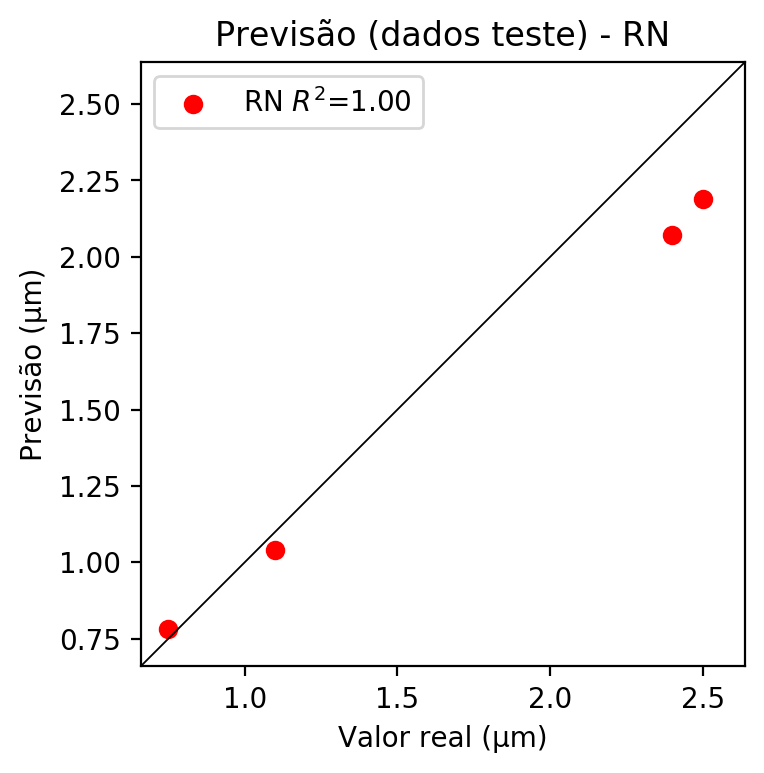 Previsão (dados teste) - RN
RN R²=1.00
2.50
2.25
2.00
1.75
1.50
1.25
1.00
0.75
Previsão (µm)
1.0 1.5 2.0 2.5
Valor real (µm)